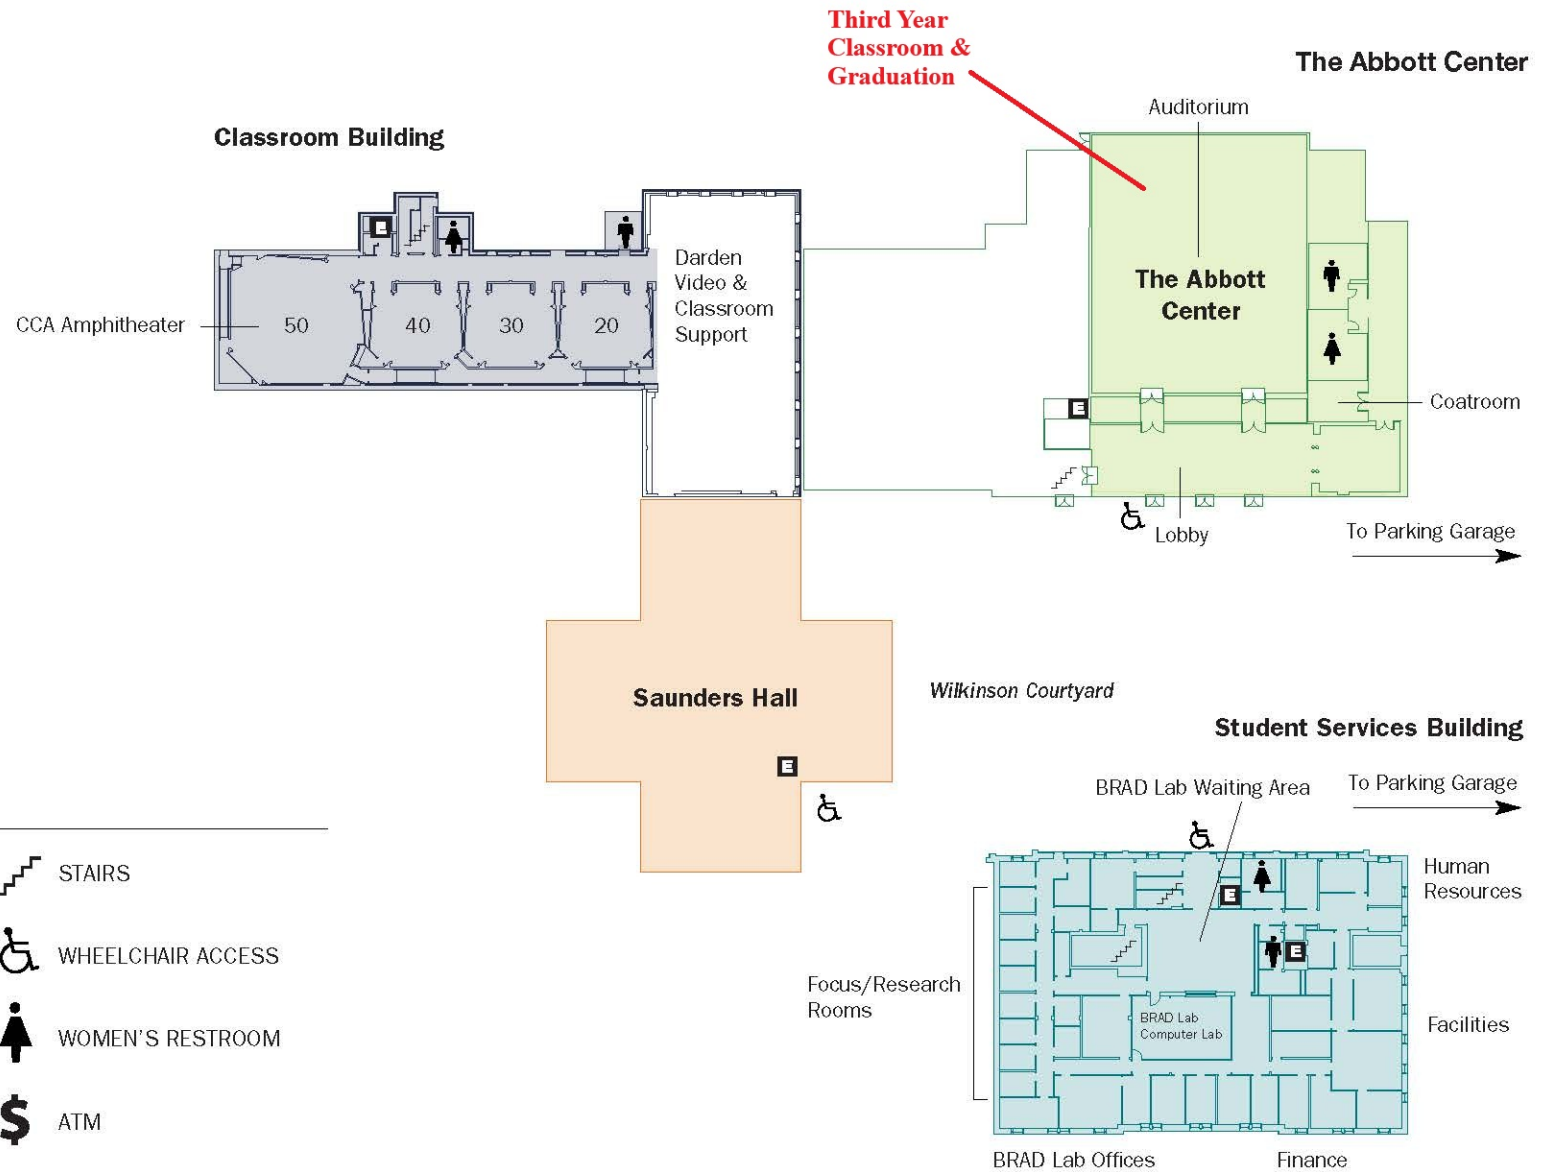 Third Year
Classroom &
Graduation
The Abbott Center
Auditorium
Classroom Building
E
Darden
Video &
Classroom
Support
The Abbott
Center
CCA Amphitheater
50
40
30
20
E
Coatroom
To Parking Garage
Lobby
Saunders Hall
Wilkinson Courtyard
E
Student Services Building
BRAD Lab Waiting Area
To Parking Garage
STAIRS
Human
Resources
E
WHEELCHAIR ACCESS
E
Focus/Research
Rooms
BRAD Lab
Computer Lab
Facilities
WOMEN'S RESTROOM
$
ATM
BRAD Lab Offices
Finance